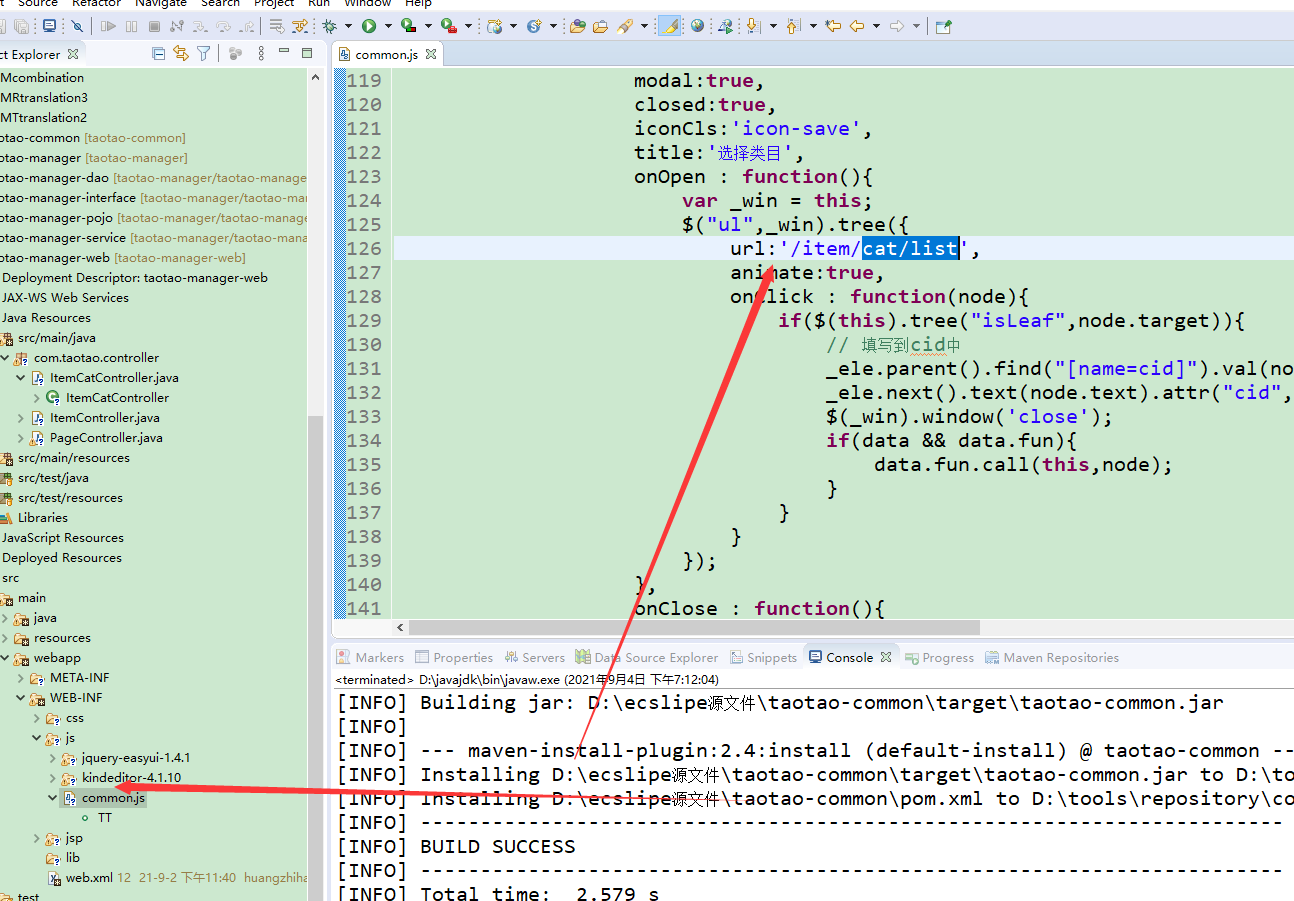 Source Refactor Navigate Search Project Run Window Help
ct Explorer
Mcombination
MRtranslation3
MTtranslation2
otao-common [taotao-common]
otao-manager [taotao-manager]
otao-manager-dao [taotao-manager/taotao-manage
otao-manager-interface [taotao-manager/taotao-ma
otao-manager-pojo [taotao-manager/taotao-manage
otao-manager-service [taotao-manager/taotao-mana
otao-manager-web [taotao-manager-web]
Deployment Descriptor: taotao-manager-web
JAX-WS Web Services
Java Resources
src/main/java
com.taotao.controller
ItemCatController.java
ItemCatController
ItemController.java
PageController.java
src/main/resources
src/test/java
src/test/resources
Libraries
JavaScript Resources
Deployed Resources
src
main
java
resources
webapp
META-INF
WEB-INF
css
js
jquery-easyui-1.4.1
kindeditor-4.1.10
common.js
TT
jsp
lib
web.xml 12 21-9-2 下午11:40 huangzhiha
test
common.js
119 modal:true,
120 closed:true,
121 iconCls:'icon-save',
122 title:'选择类目',
123 onOpen : function(){
124 var _win = this;
125 $("ul",_win).tree({
126 url:'/item/cat/list',
127 animate:true,
128 onClick : function(node){
129 if($(this).tree("isLeaf",node.target)){
130 // 填写到cid中
131 _ele.parent().find("[name=cid]").val(no
132 _ele.next().text(node.text).attr("cid",
133 $(_win).window('close');
134 if(data && data.fun){
135 data.fun.call(this,node);
136 }
137 }
138 }
139 });
140 },
141 onClose : function(){
Markers Properties Servers Data Source Explorer Snippets Console Progress Maven Repositories
<terminated> D:\javajdk\bin\javaw.exe (2021年9月4日 下午7:12:04)
[INFO] Building jar: D:\ecslipe源文件\taotao-common\target\taotao-common.jar
[INFO]
[INFO] --- maven-install-plugin:2.4:install (default-install) @ taotao-common --
[INFO] Installing D:\ecslipe源文件\taotao-common\target\taotao-common.jar to D:\to
[INFO] Installing D:\ecslipe源文件\taotao-common\pom.xml to D:\tools\repository\co
[INFO] ------------------------------------------------------------------------
[INFO] BUILD SUCCESS
[INFO] ------------------------------------------------------------------------
[INFO] Total time: 2.579 s